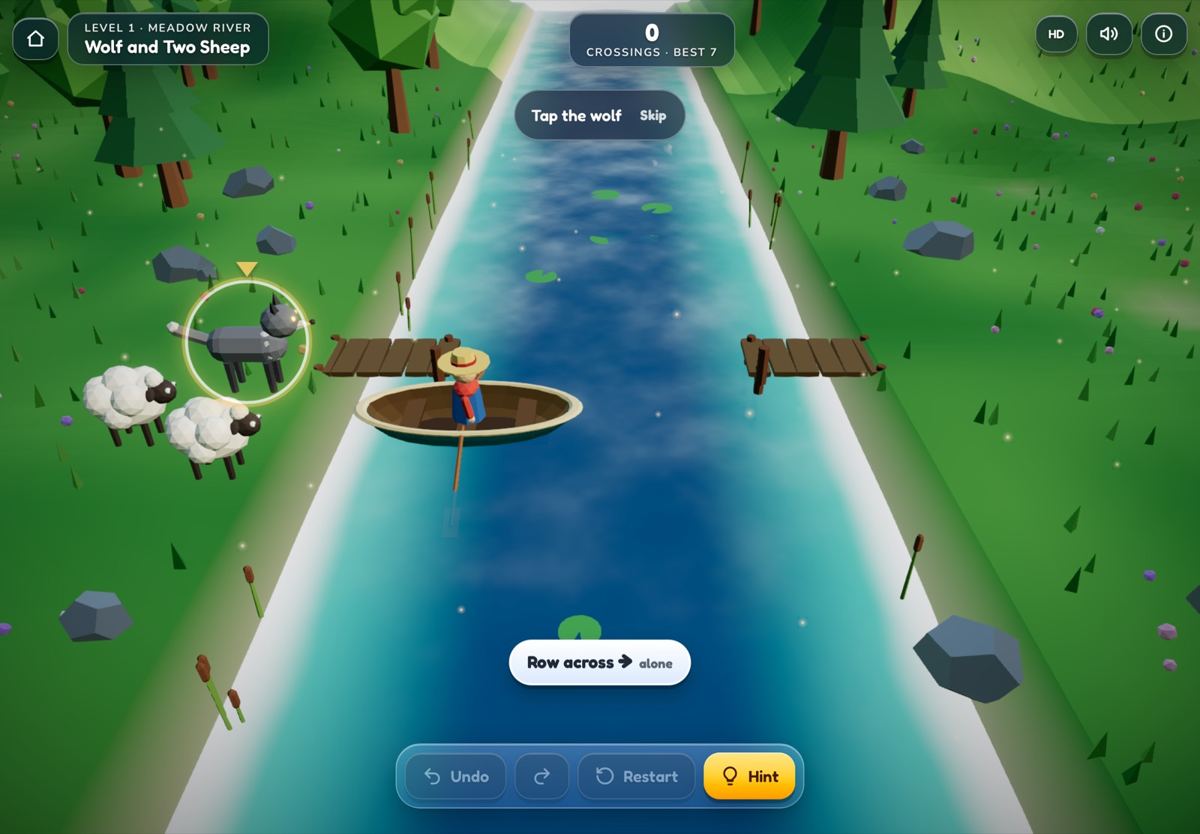 LEVEL 1 · MEADOW RIVER
Wolf and Two Sheep
0
CROSSINGS · BEST 7
HD
Tap the wolf Skip
Row across → alone
Undo
Restart
Hint